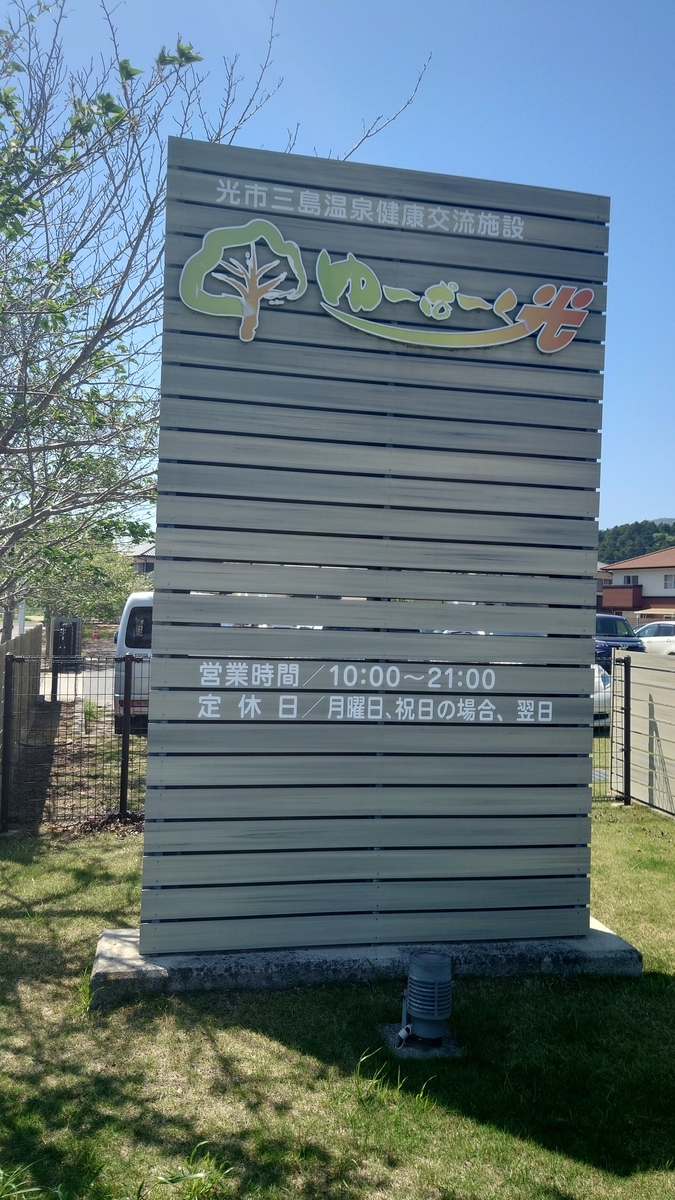 光市三島温泉健康交流施設
ゆーぱーく光
営業時間／10:00～21:00
定休日／月曜日、祝日の場合、翌日